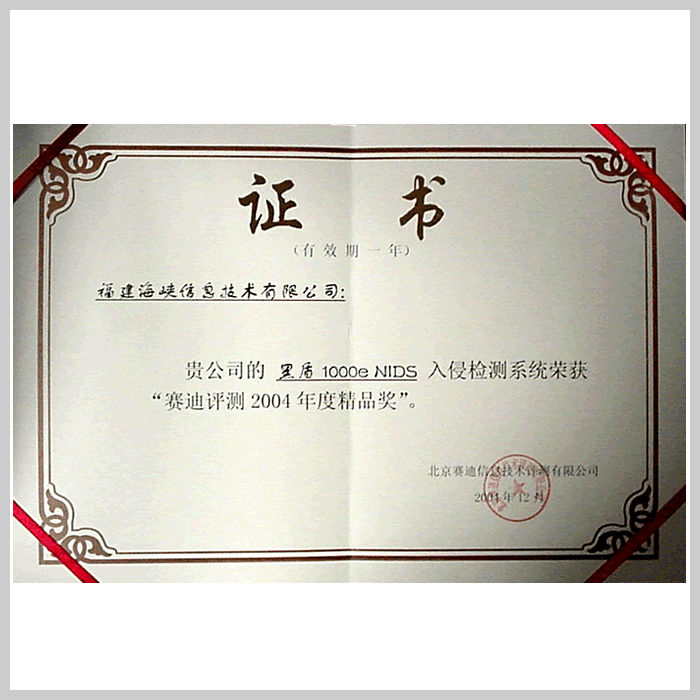 证 书
（有效期一年）
福建海峡信息技术有限公司：
贵公司的 黑盾 1000e NIDS 入侵检测系统荣获
“赛迪评测 2004 年度精品奖”。
北京赛迪信息技术评测有限公司
2004 年 12 月